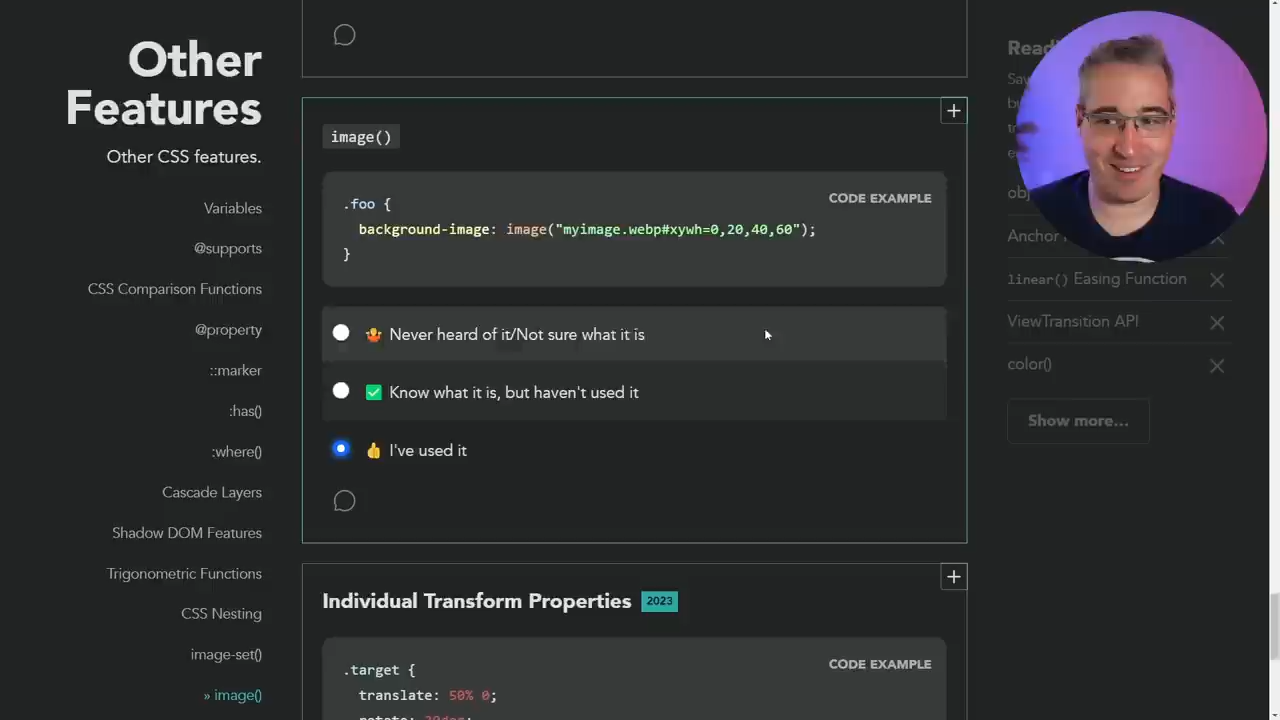 Other
Features
Other CSS features.
Variables
@supports
CSS Comparison Functions
@property
::marker
:has()
:where()
Cascade Layers
Shadow DOM Features
Trigonometric Functions
CSS Nesting
image-set()
» image()
+
image()
CODE EXAMPLE
.foo {
background-image: image("myimage.webp#xywh=0,20,40,60");
}
Never heard of it/Not sure what it is
Know what it is, but haven't used it
I've used it
+
Individual Transform Properties 2023
CODE EXAMPLE
.target {
translate: 50% 0;
linear() Easing Function
ViewTransition API
color()
Show more...